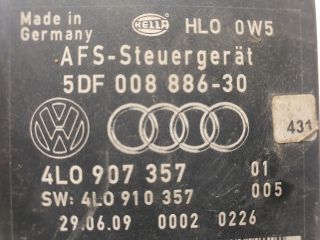 Made in HELLA HLO 0W5
Germany
AFS-Steuergerät
5DF 008 886-30
431
4L0 907 357 01
SW: 4L0 910 357 005
29.06.09 0002 0226